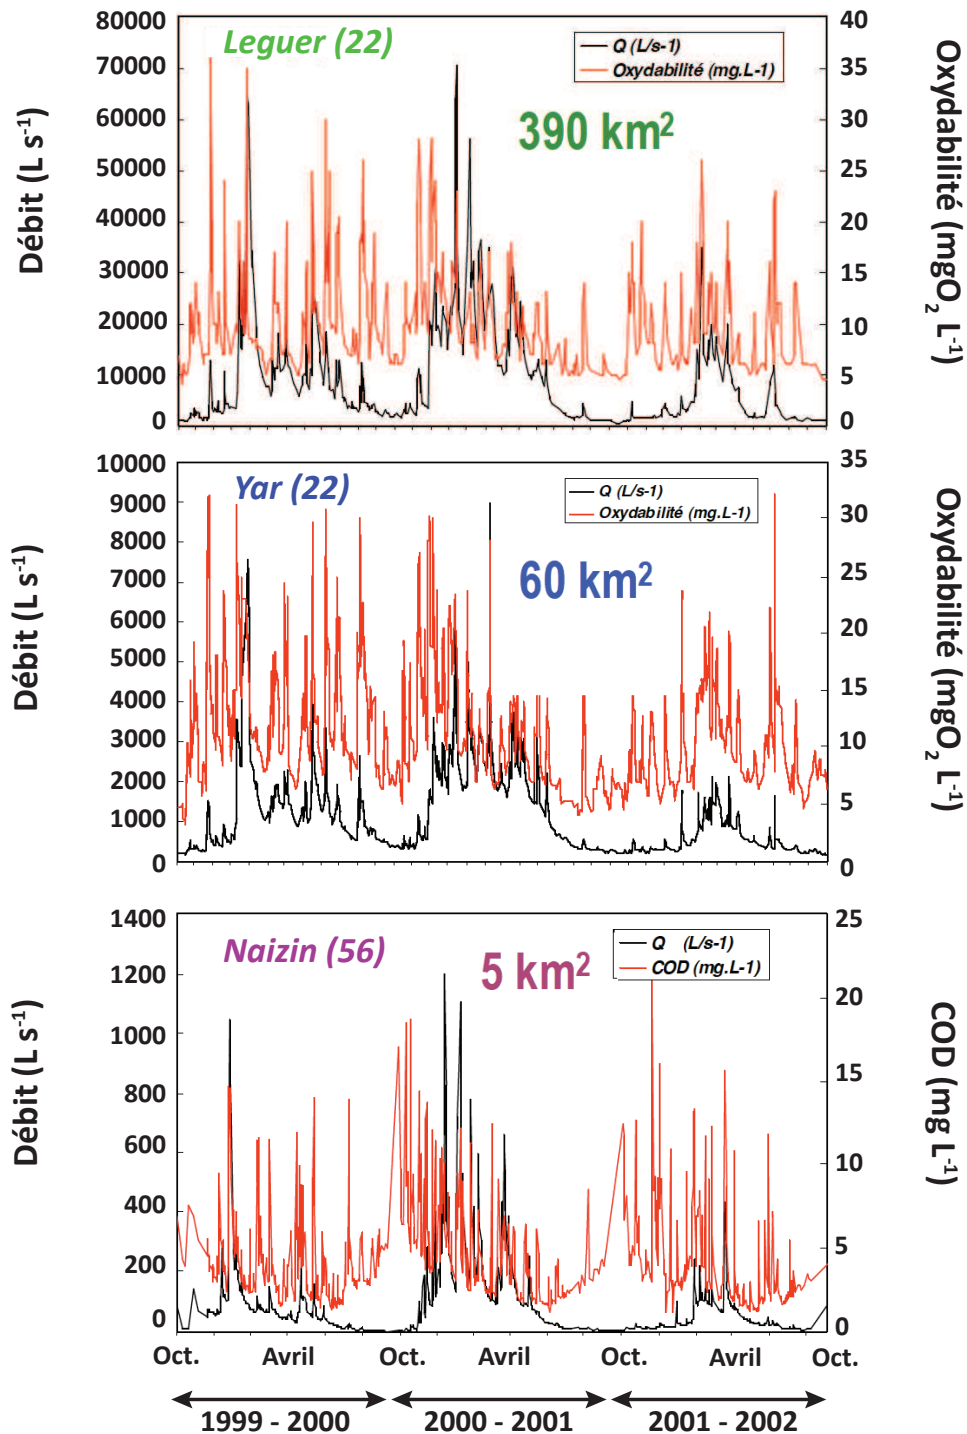 80000
70000
60000
50000
40000
30000
20000
10000
0
Débit (L s⁻¹)
Leguer (22)
Q (L/s-1)
Oxydabilité (mg.L-1)
390 km²
40
35
30
25
20
15
10
5
0
Oxydabilité (mgO₂ L⁻¹)
10000
9000
8000
7000
6000
5000
4000
3000
2000
1000
0
Débit (L s⁻¹)
Yar (22)
Q (L/s-1)
Oxydabilité (mg.L-1)
60 km²
35
30
25
20
15
10
5
0
Oxydabilité (mgO₂ L⁻¹)
1400
1200
1000
800
600
400
200
0
Débit (L s⁻¹)
Naizin (56)
Q (L/s-1)
COD (mg.L-1)
5 km²
25
20
15
10
5
0
COD (mg L⁻¹)
Oct. Avril Oct. Avril Oct. Avril Oct.
1999 - 2000 2000 - 2001 2001 - 2002